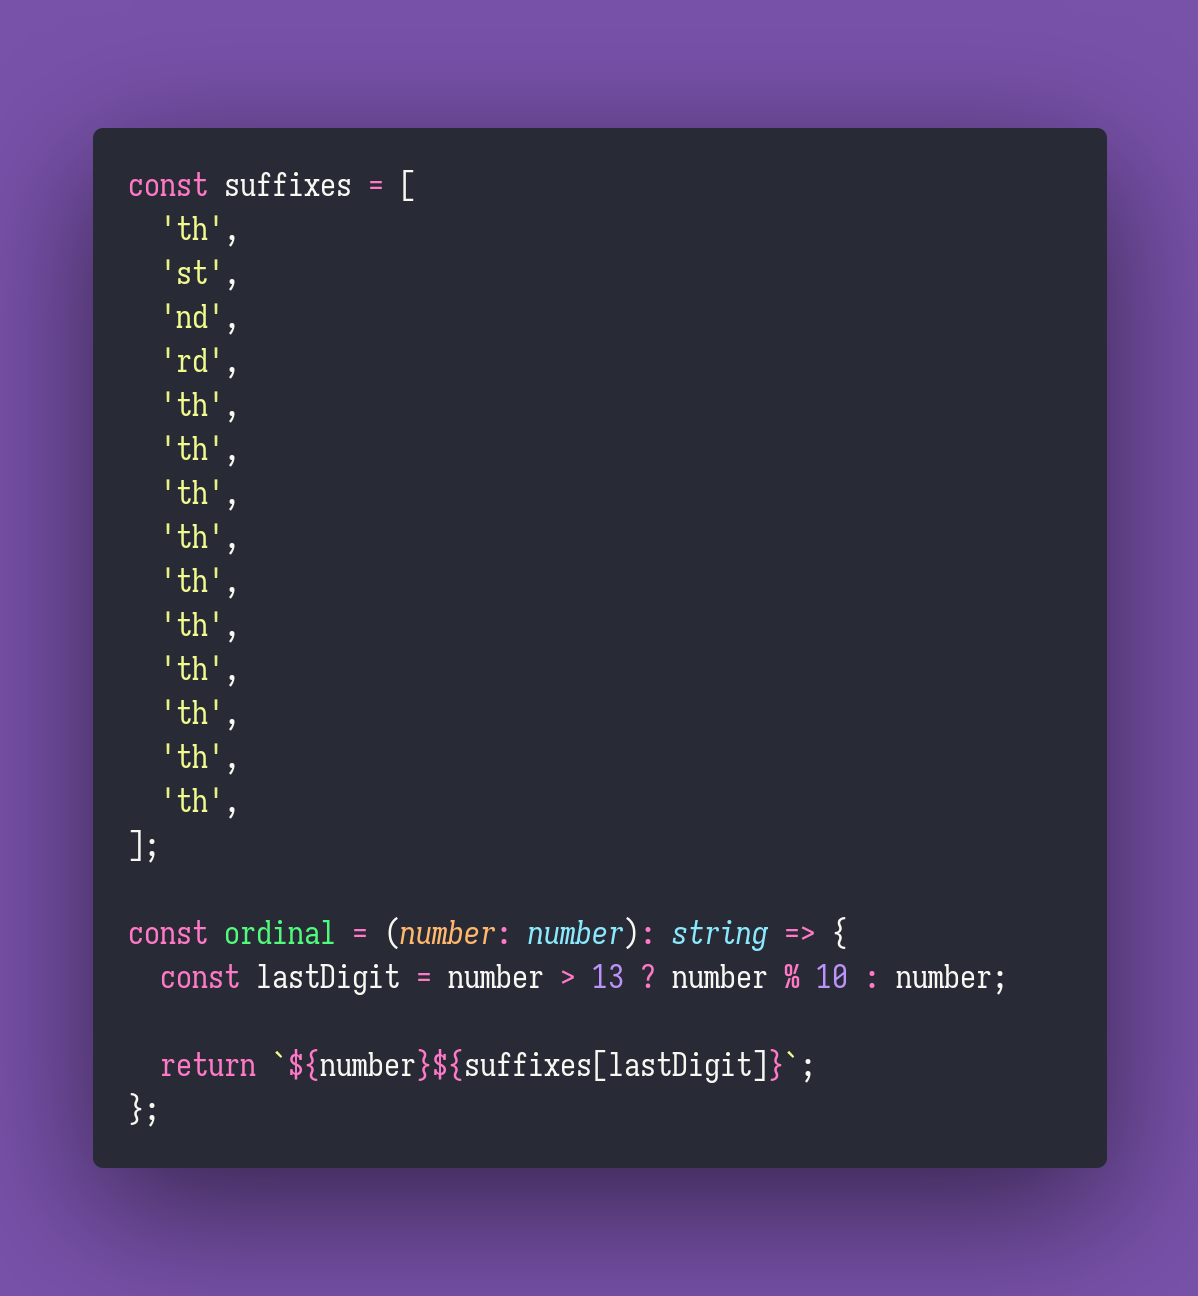 const suffixes = [
  'th',
  'st',
  'nd',
  'rd',
  'th',
  'th',
  'th',
  'th',
  'th',
  'th',
  'th',
  'th',
  'th',
  'th',
];

const ordinal = (number: number): string => {
  const lastDigit = number > 13 ? number % 10 : number;

  return `${number}${suffixes[lastDigit]}`;
};